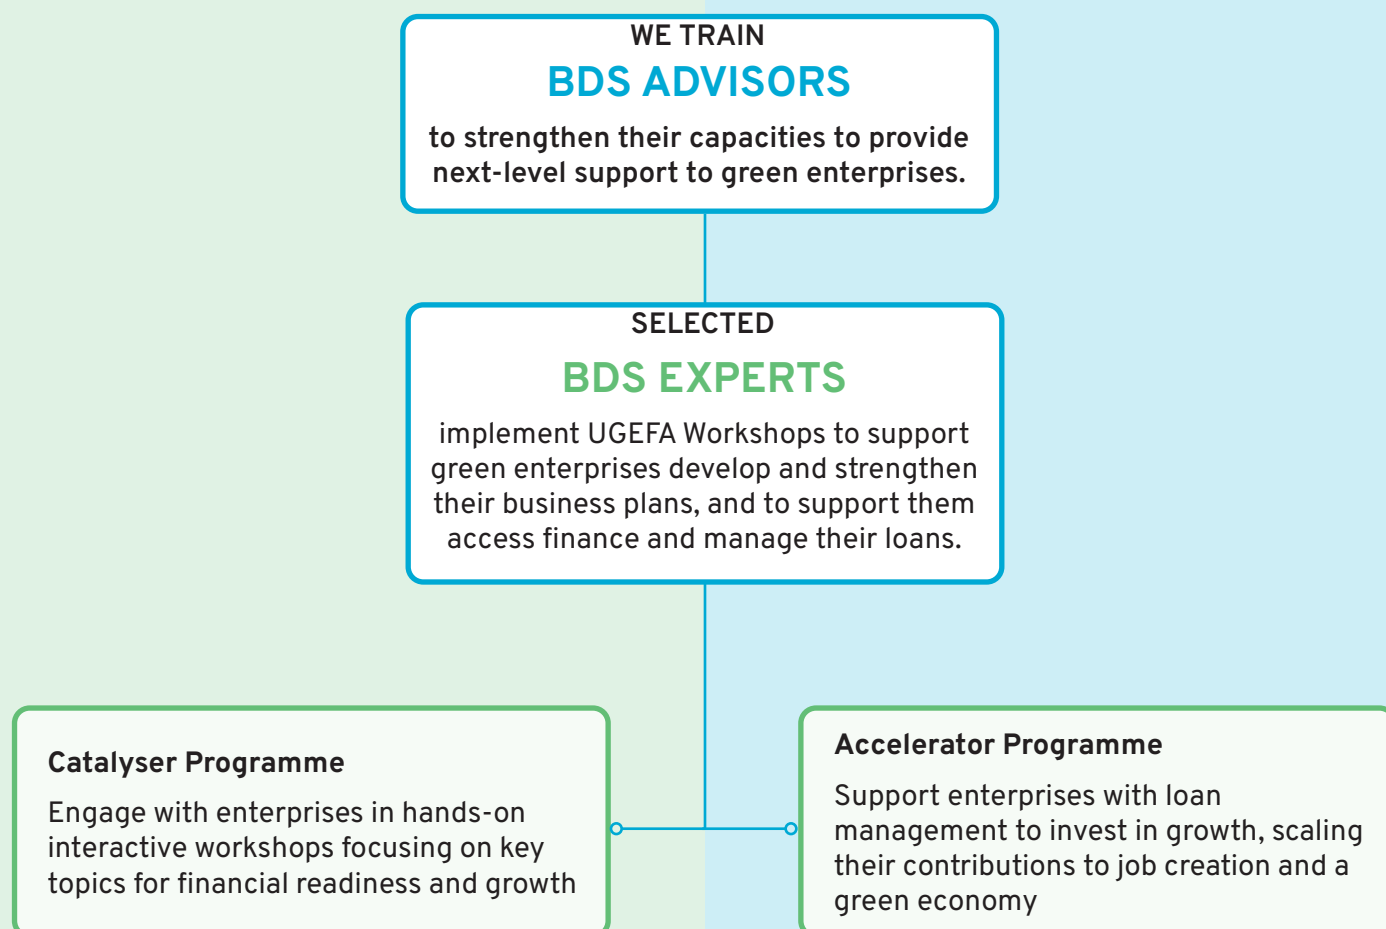 WE TRAIN
BDS ADVISORS
to strengthen their capacities to provide
next-level support to green enterprises.
SELECTED
BDS EXPERTS
implement UGEFA Workshops to support
green enterprises develop and strengthen
their business plans, and to support them
access finance and manage their loans.
Catalyser Programme
Engage with enterprises in hands-on
interactive workshops focusing on key
topics for financial readiness and growth
Accelerator Programme
Support enterprises with loan
management to invest in growth, scaling
their contributions to job creation and a
green economy